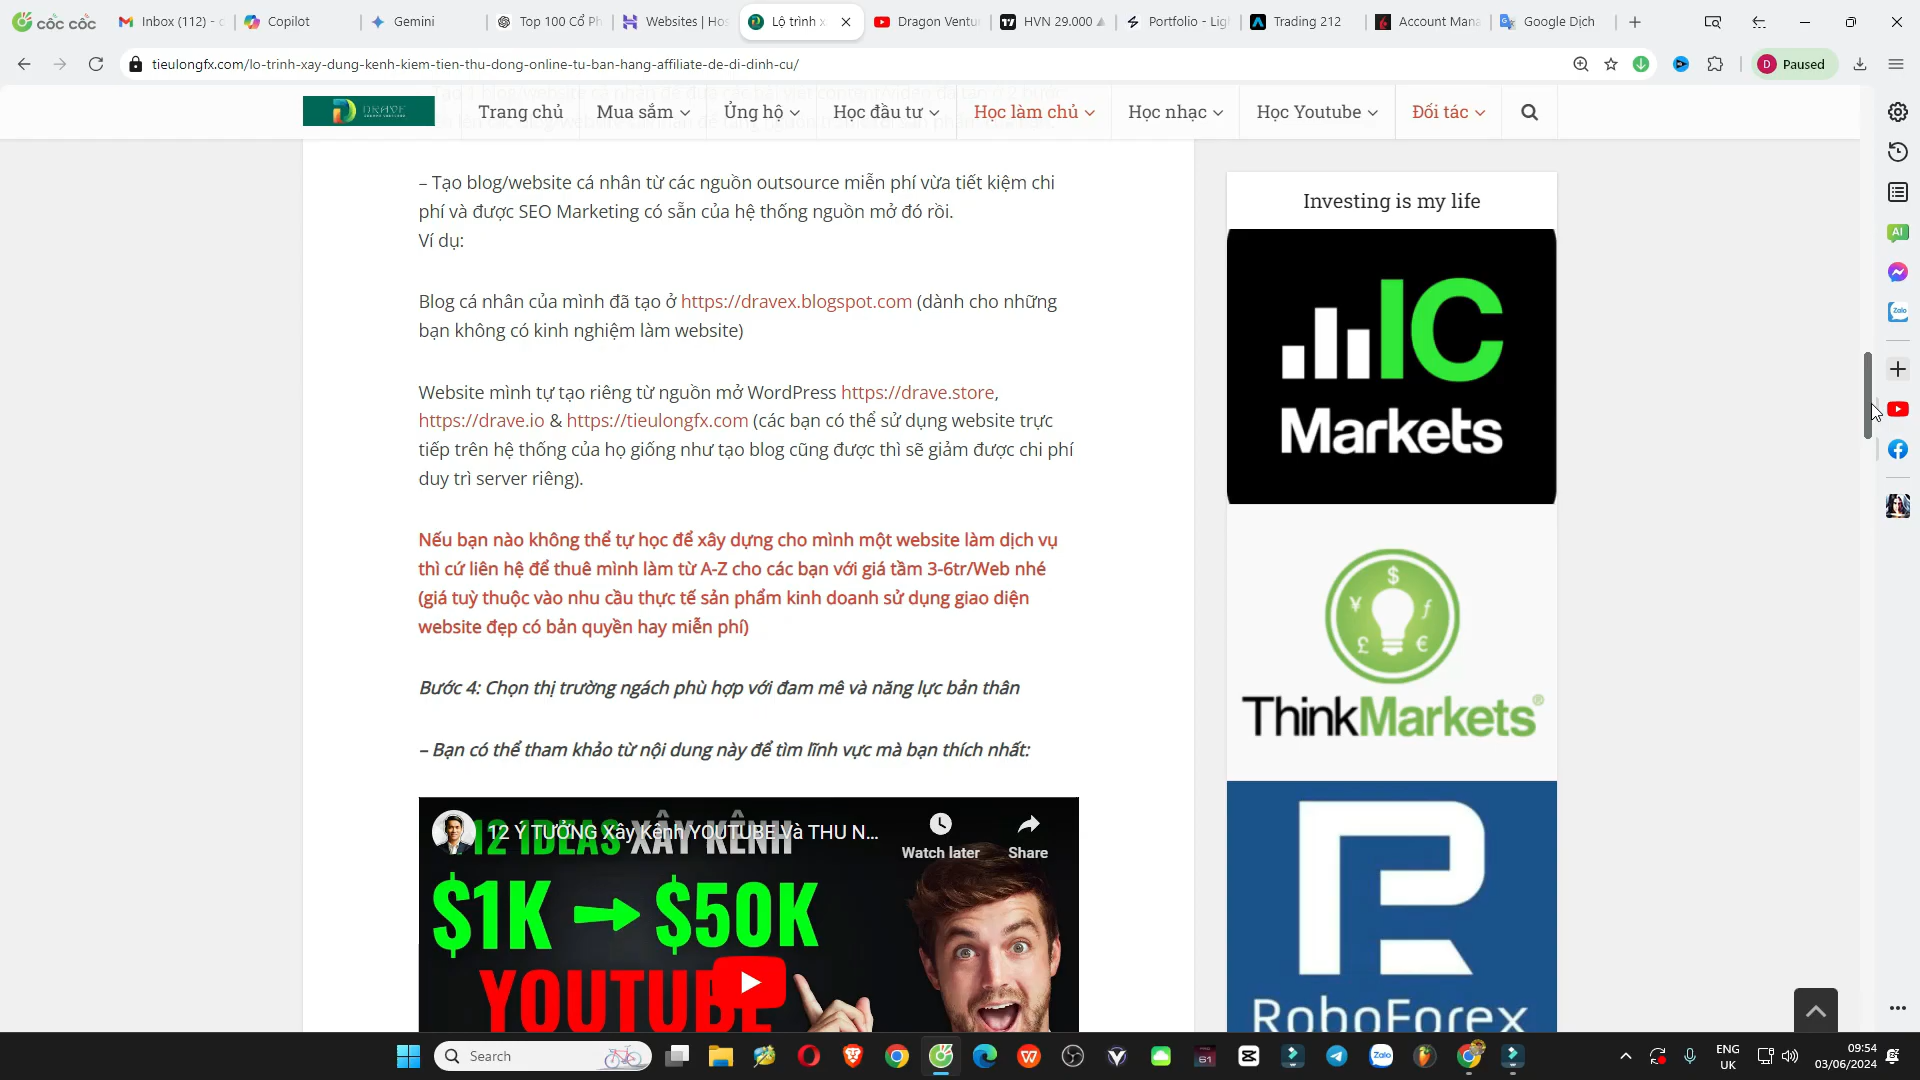 cốc cốc
Inbox (112) - d
Copilot
Gemini
Top 100 Cổ Ph
Websites | Hos
Lộ trình x
Dragon Ventur
HVN 29.000
Portfolio - Lig
Trading 212
Account Mana
Google Dịch
tieulongfx.com/lo-trinh-xay-dung-kenh-kiem-tien-thu-dong-online-tu-ban-hang-affiliate-de-di-dinh-cu/
D Paused
DRAVE
Trang chủ
Mua sắm
Ủng hộ
Học đầu tư
Học làm chủ
Học nhạc
Học Youtube
Đối tác
– Tạo blog/website cá nhân từ các nguồn outsource miễn phí vừa tiết kiệm chi
phí và được SEO Marketing có sẵn của hệ thống nguồn mở đó rồi.
Ví dụ:
Blog cá nhân của mình đã tạo ở https://dravex.blogspot.com (dành cho những
bạn không có kinh nghiệm làm website)
Website mình tự tạo riêng từ nguồn mở WordPress https://drave.store,
https://drave.io & https://tieulongfx.com (các bạn có thể sử dụng website trực
tiếp trên hệ thống của họ giống như tạo blog cũng được thì sẽ giảm được chi phí
duy trì server riêng).
Nếu bạn nào không thể tự học để xây dựng cho mình một website làm dịch vụ
thì cứ liên hệ để thuê mình làm từ A-Z cho các bạn với giá tầm 3-6tr/Web nhé
(giá tuỳ thuộc vào nhu cầu thực tế sản phẩm kinh doanh sử dụng giao diện
website đẹp có bản quyền hay miễn phí)
Bước 4: Chọn thị trường ngách phù hợp với đam mê và năng lực bản thân
– Bạn có thể tham khảo từ nội dung này để tìm lĩnh vực mà bạn thích nhất:
12 Ý TƯỞNG Xây Kênh YOUTUBE Và THU N...
12 IDEAS XÂY KÊNH
Watch later
Share
$1K
$50K
YOUTUBE
Investing is my life
IC
Markets
$
¥
ƒ
£
€
ThinkMarkets®
RoboForex
AI
Zalo
Search
61
Zalo
ENG
UK
09:54
03/06/2024